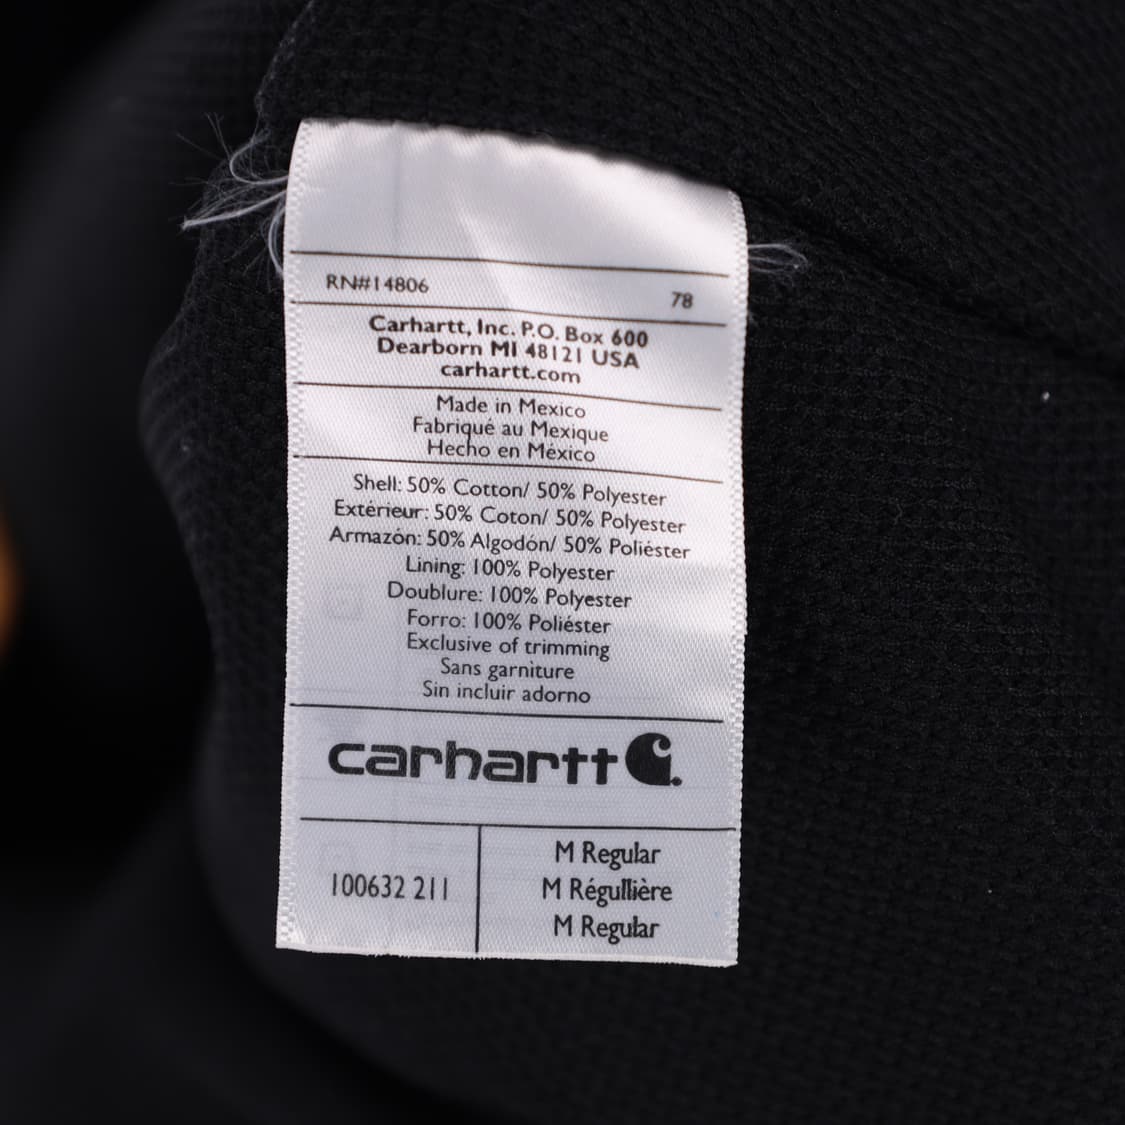 RN#14806
78
Carhartt, Inc. P.O. Box 600
Dearborn MI 48121 USA
carhartt.com
Made in Mexico
Fabriqué au Mexique
Hecho en México
Shell: 50% Cotton/ 50% Polyester
Extérieur: 50% Coton/ 50% Polyester
Armazón: 50% Algodón/ 50% Poliéster
Lining: 100% Polyester
Doublure: 100% Polyester
Forro: 100% Poliéster
Exclusive of trimming
Sans garniture
Sin incluir adorno
carhartt
100632 211
M Regular
M Régullière
M Regular